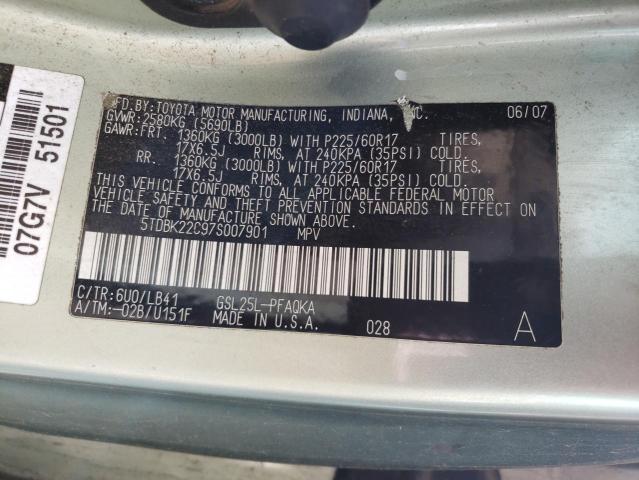 MFD.BY:TOYOTA MOTOR MANUFACTURING, INDIANA, INC. 06/07
GVWR:2580KG (5690LB)
GAWR:FRT. 1360KG (3000LB) WITH P225/60R17 TIRES,
17X6.5J RIMS, AT 240KPA (35PSI) COLD.
RR. 1360KG (3000LB) WITH P225/60R17 TIRES,
17X6.5J RIMS, AT 240KPA (35PSI) COLD.
THIS VEHICLE CONFORMS TO ALL APPLICABLE FEDERAL MOTOR
VEHICLE SAFETY AND THEFT PREVENTION STANDARDS IN EFFECT ON
THE DATE OF MANUFACTURE SHOWN ABOVE.
5TDBK22C97S007901 MPV
C/TR:6U0/LB41 GSL25L-PFAQKA
A/TM:-02B/U151F MADE IN U.S.A. 028 A
07G7V 51501